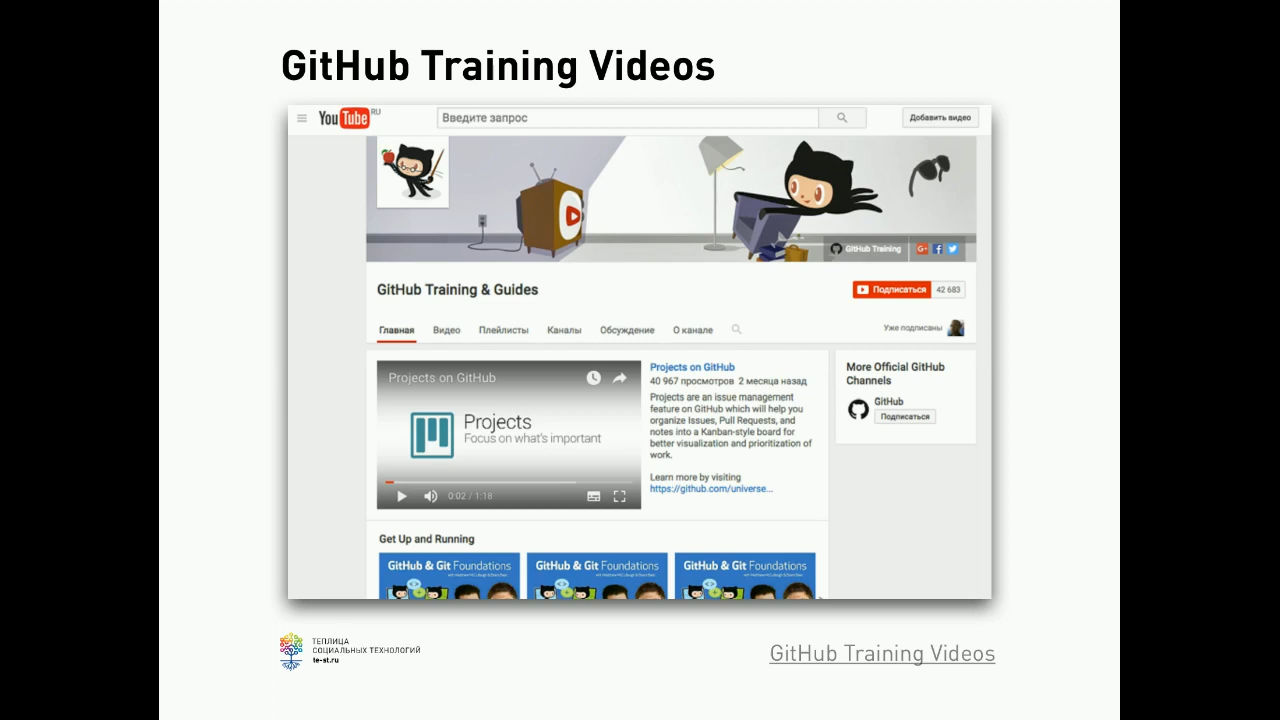 GitHub Training Videos
YouTube RU
Введите запрос
Добавить видео
GitHub Training
GitHub Training & Guides
Подписаться 42 683
Главная Видео Плейлисты Каналы Обсуждение О канале
Уже подписаны
Projects on GitHub
Projects
Focus on what's important
0:02 / 1:18
Projects on GitHub
40 967 просмотров 2 месяца назад
Projects are an issue management
feature on GitHub which will help you
organize Issues, Pull Requests, and
notes into a Kanban-style board for
better visualization and prioritization of
work.
Learn more by visiting
https://github.com/universe...
More Official GitHub
Channels
GitHub
Подписаться
Get Up and Running
GitHub & Git Foundations
GitHub & Git Foundations
GitHub & Git Foundations
ТЕПЛИЦА
СОЦИАЛЬНЫХ ТЕХНОЛОГИЙ
te-st.ru
GitHub Training Videos